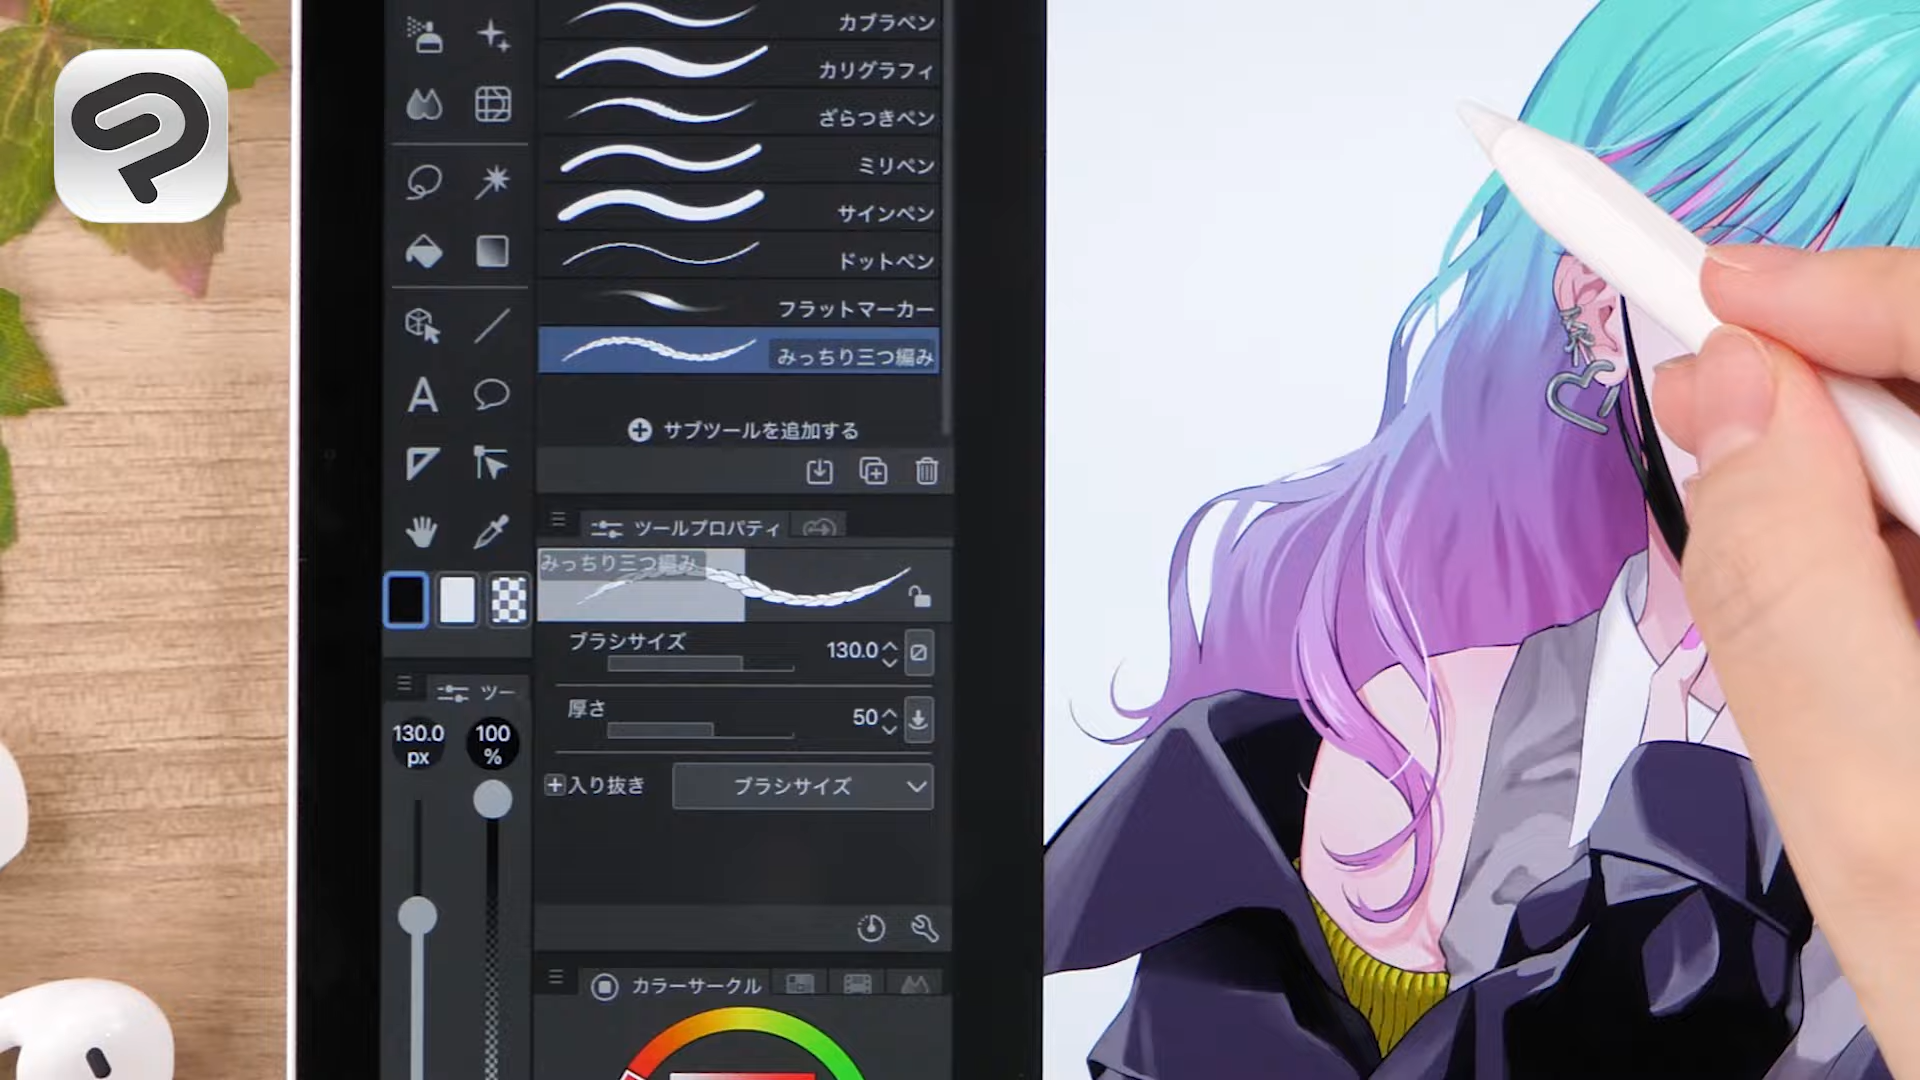 カブラペン
カリグラフィ
ざらつきペン
ミリペン
サインペン
ドットペン
フラットマーカー
みっちり三つ編み
サブツールを追加する
ツールプロパティ
みっちり三つ編み
ブラシサイズ
130.0
厚さ
50
入り抜き
ブラシサイズ
ツー
130.0
px
100
%
カラーサークル